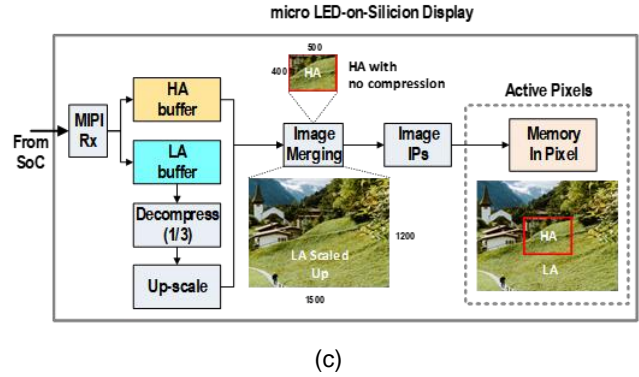 micro LED-on-Silicion Display
From
SoC
MIPI
Rx
HA
buffer
LA
buffer
Decompress
(1/3)
Up-scale
500
400
HA
HA with
no compression
Image
Merging
LA Scaled
Up
1200
1500
Image
IPs
Active Pixels
Memory
In Pixel
HA
LA
(c)